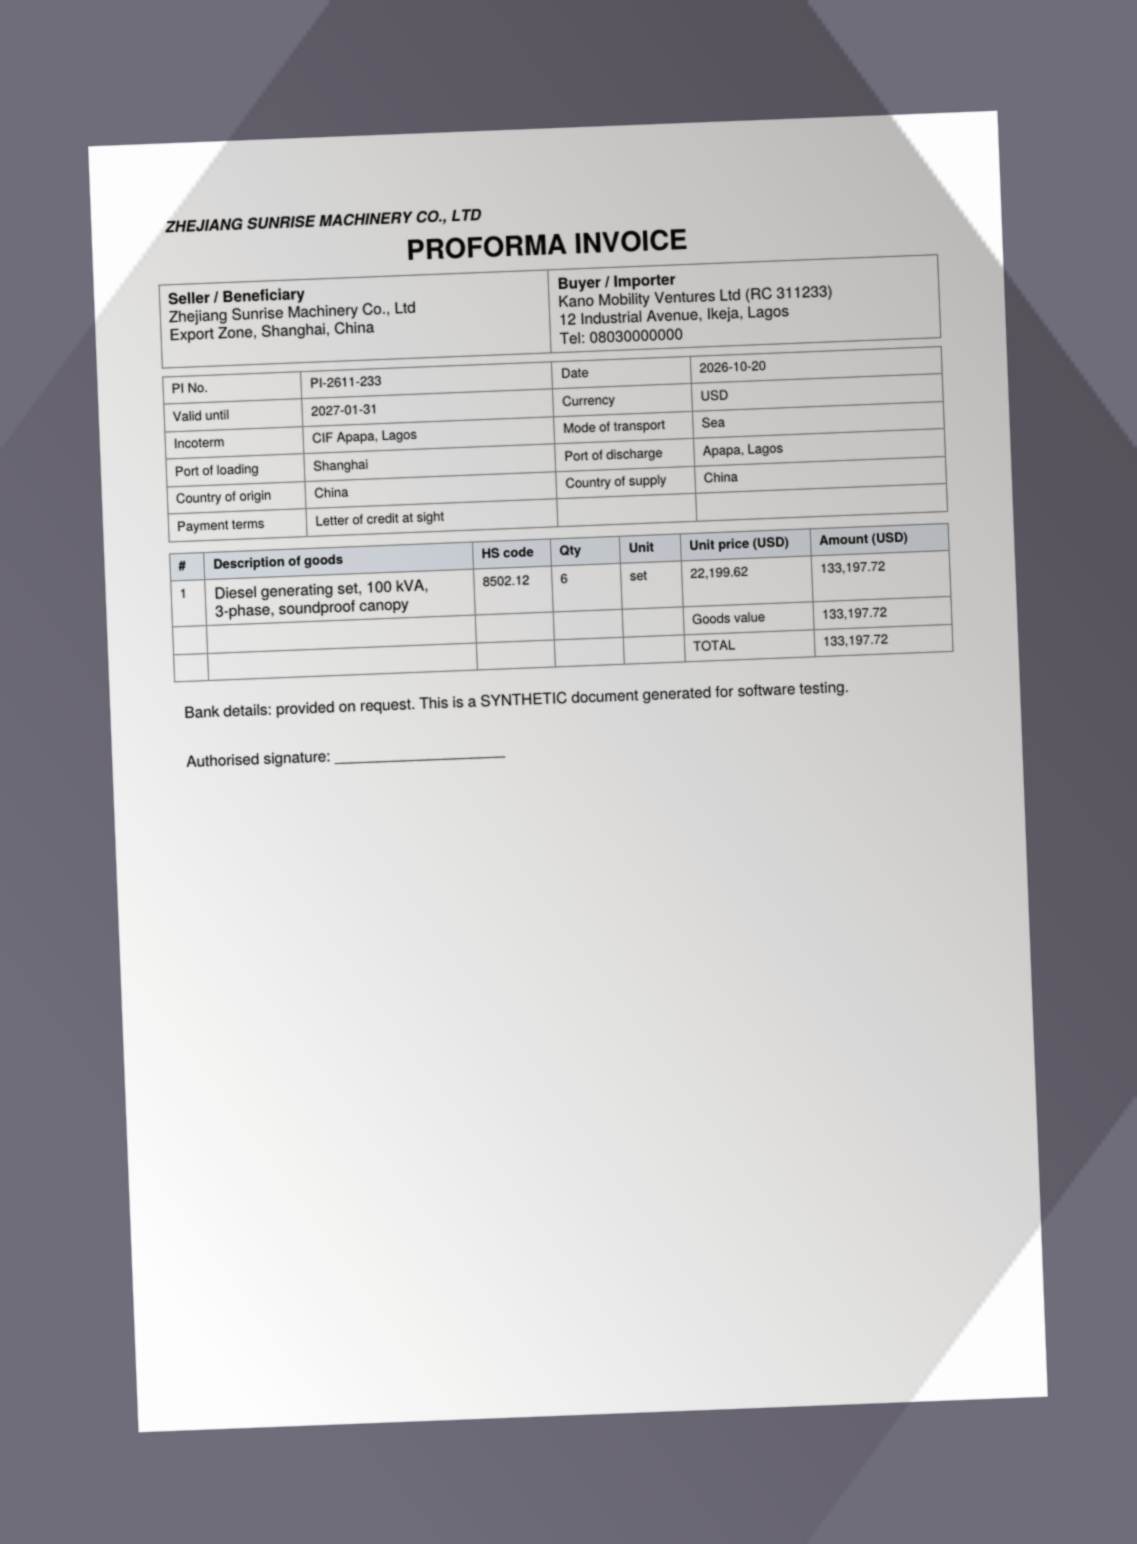 ZHEJIANG SUNRISE MACHINERY CO., LTD
PROFORMA INVOICE
Seller / Beneficiary
Zhejiang Sunrise Machinery Co., Ltd
Export Zone, Shanghai, China
Buyer / Importer
Kano Mobility Ventures Ltd (RC 311233)
12 Industrial Avenue, Ikeja, Lagos
Tel: 08030000000
PI No. PI-2611-233 Date 2026-10-20
Valid until 2027-01-31 Currency USD
Incoterm CIF Apapa, Lagos Mode of transport Sea
Port of loading Shanghai Port of discharge Apapa, Lagos
Country of origin China Country of supply China
Payment terms Letter of credit at sight
# Description of goods HS code Qty Unit Unit price (USD) Amount (USD)
1 Diesel generating set, 100 kVA, 8502.12 6 set 22,199.62 133,197.72
3-phase, soundproof canopy
Goods value 133,197.72
TOTAL 133,197.72
Bank details: provided on request. This is a SYNTHETIC document generated for software testing.
Authorised signature: ____________________